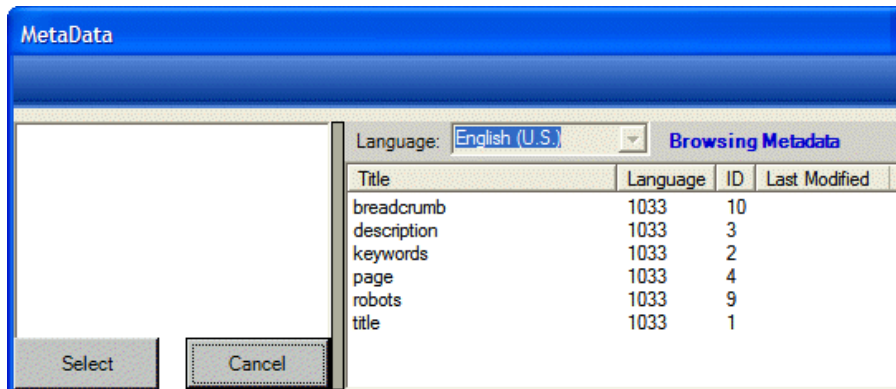 MetaData
Language: English (U.S.) Browsing Metadata
Title Language ID Last Modified
breadcrumb 1033 10
description 1033 3
keywords 1033 2
page 1033 4
robots 1033 9
title 1033 1
Select Cancel